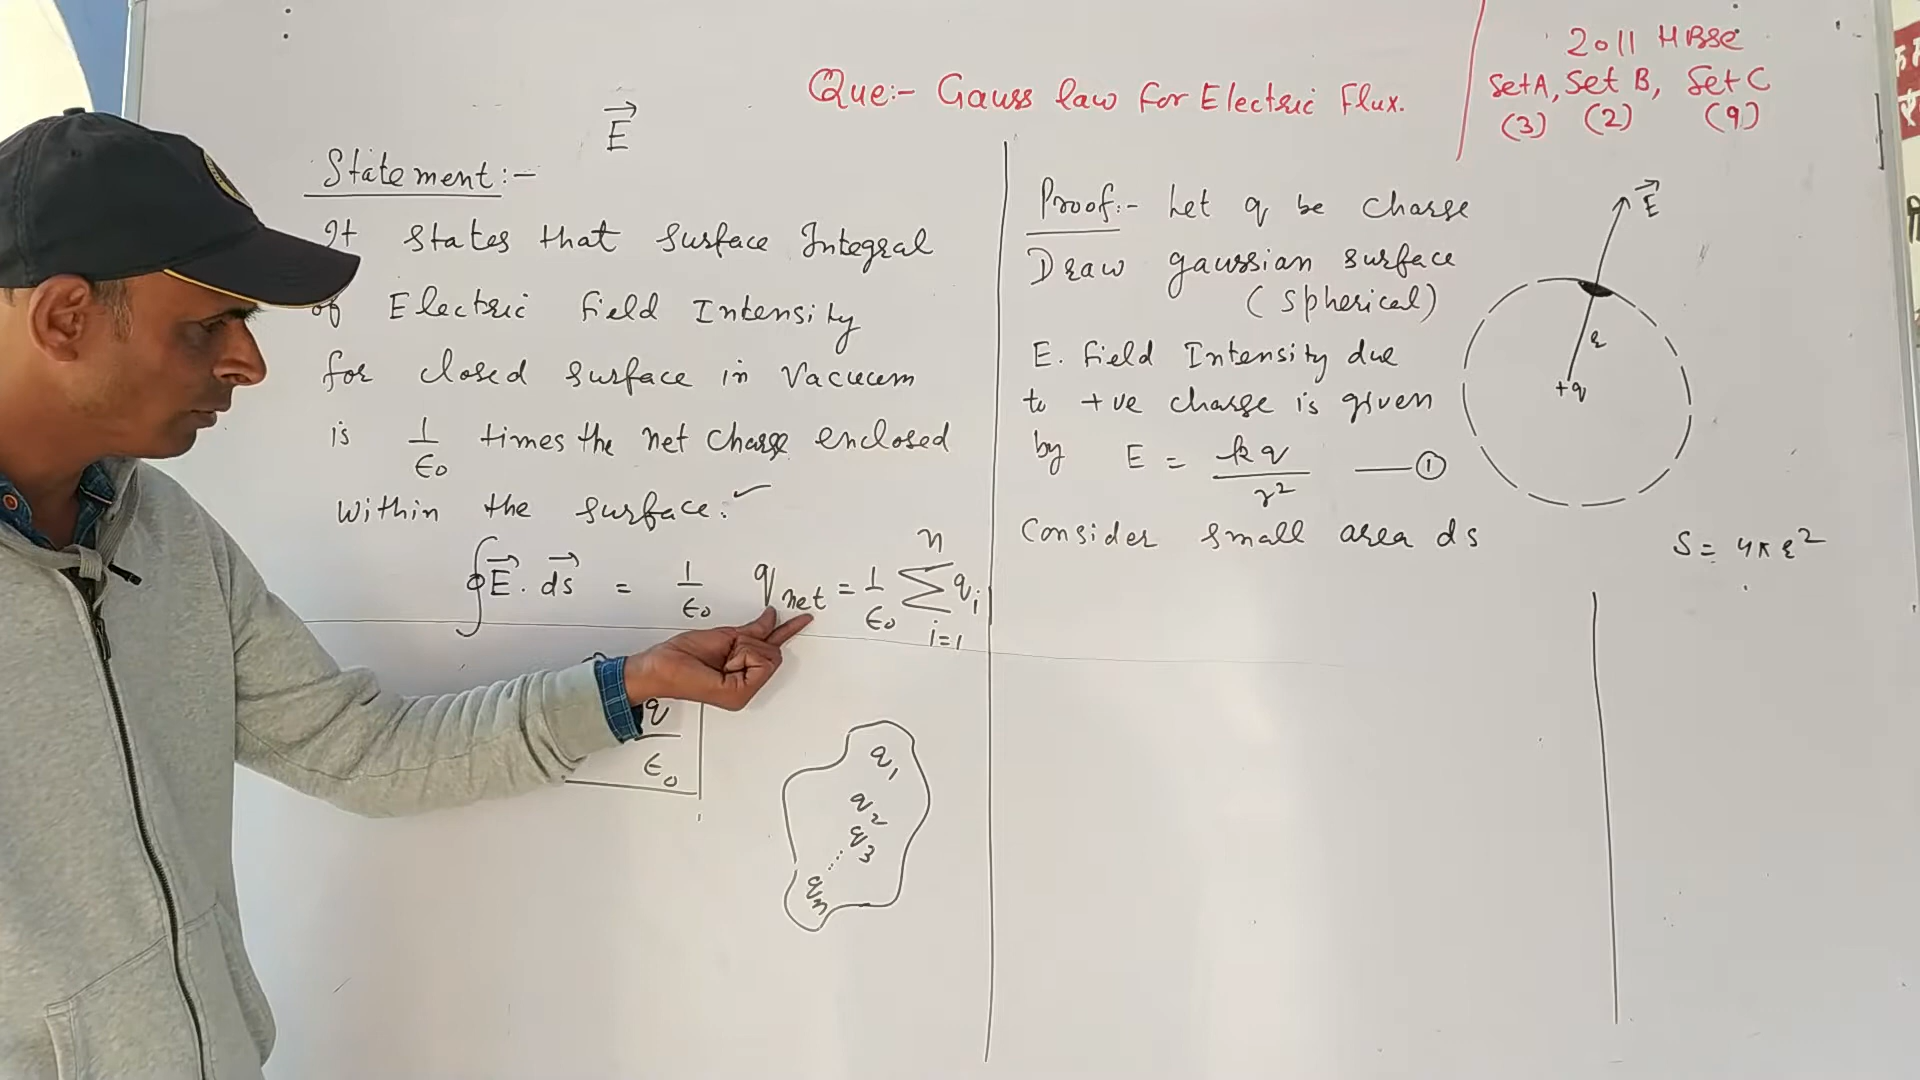 Que:- Gauss law for Electric Flux.
2011 HBSE
Set A, Set B, Set C
(3) (2) (9)
E⃗
Statement:-
It states that Surface Integral
of Electric field Intensity
for closed surface in Vacuum
is 1/ϵ₀ times the net charge enclosed
within the surface. ✓
∮E⃗. ds⃗ = 1/ϵ₀ q_net = 1/ϵ₀ Σ_{i=1}^{n} q_i
q/ϵ₀
q₁
q₂
q₃
qₙ
Proof:- Let q be charge
Draw gaussian surface
(Spherical)
E. field Intensity due
to +ve charge is given
by E = kq/r² —— ①
Consider small area ds
E⃗
r
+q
S = 4πr²